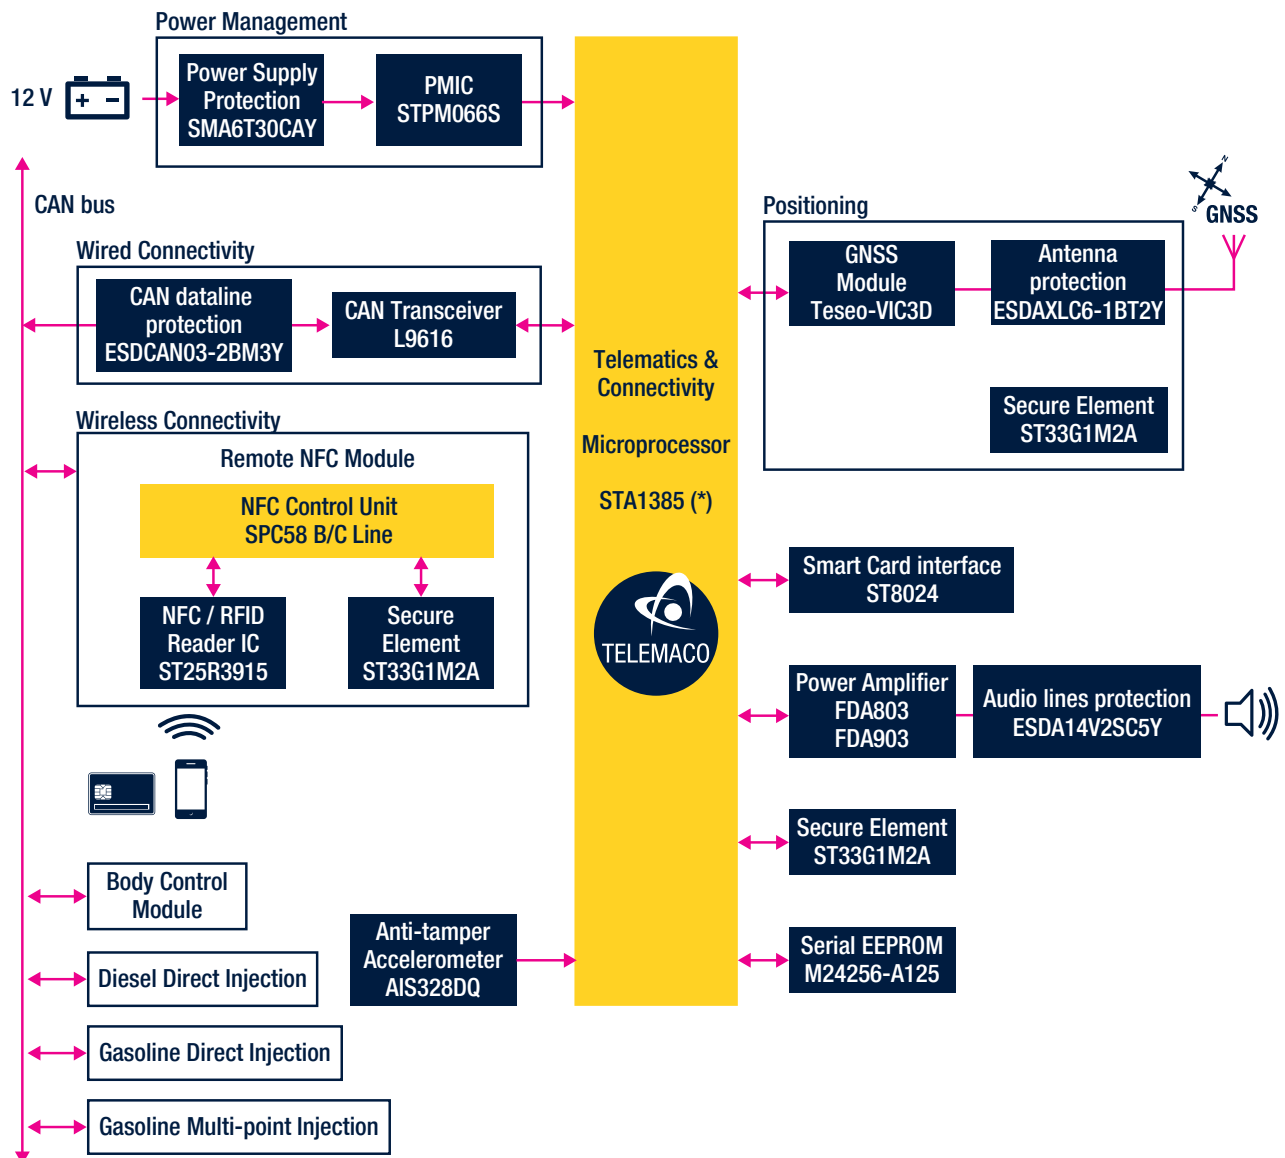 Power Management
12 V
+ -
Power Supply
Protection
SMA6T30CAY
PMIC
STPM066S
CAN bus
Wired Connectivity
CAN dataline
protection
ESDCAN03-2BM3Y
CAN Transceiver
L9616
Wireless Connectivity
Remote NFC Module
NFC Control Unit
SPC58 B/C Line
NFC / RFID
Reader IC
ST25R3915
Secure
Element
ST33G1M2A
Body Control
Module
Diesel Direct Injection
Gasoline Direct Injection
Gasoline Multi-point Injection
Anti-tamper
Accelerometer
AIS328DQ
Telematics &
Connectivity
Microprocessor
STA1385 (*)
TELEMACO
Positioning
GNSS
Module
Teseo-VIC3D
Antenna
protection
ESDAXLC6-1BT2Y
N
S
GNSS
Secure Element
ST33G1M2A
Smart Card interface
ST8024
Power Amplifier
FDA803
FDA903
Audio lines protection
ESDA14V2SC5Y
Secure Element
ST33G1M2A
Serial EEPROM
M24256-A125